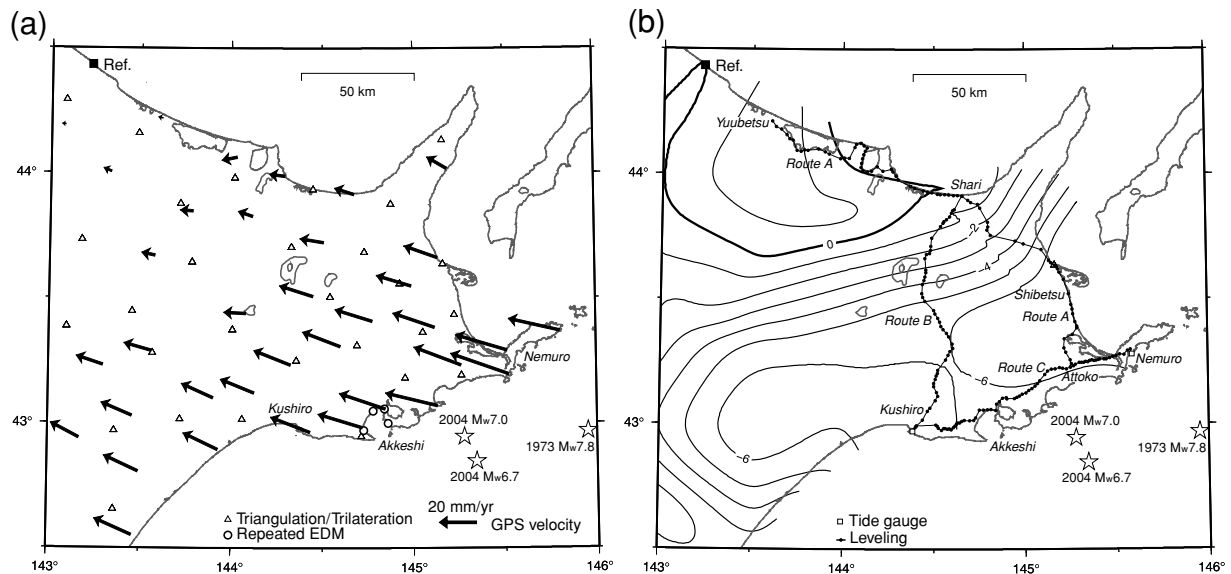 (a)
Ref.
50 km
44°
43°
Nemuro
Kushiro
Akkeshi
2004 Mw7.0
1973 Mw7.8
2004 Mw6.7
20 mm/yr
Triangulation/Trilateration
GPS velocity
Repeated EDM
143°
144°
145°
146°
(b)
Ref.
50 km
Yuubetsu
44°
Route A
Shari
0
-2
-4
Shibetsu
Route A
Route B
Nemuro
Route C
Attoko
-6
Kushiro
43°
2004 Mw7.0
Akkeshi
1973 Mw7.8
-6
2004 Mw6.7
Tide gauge
Leveling
143°
144°
145°
146°